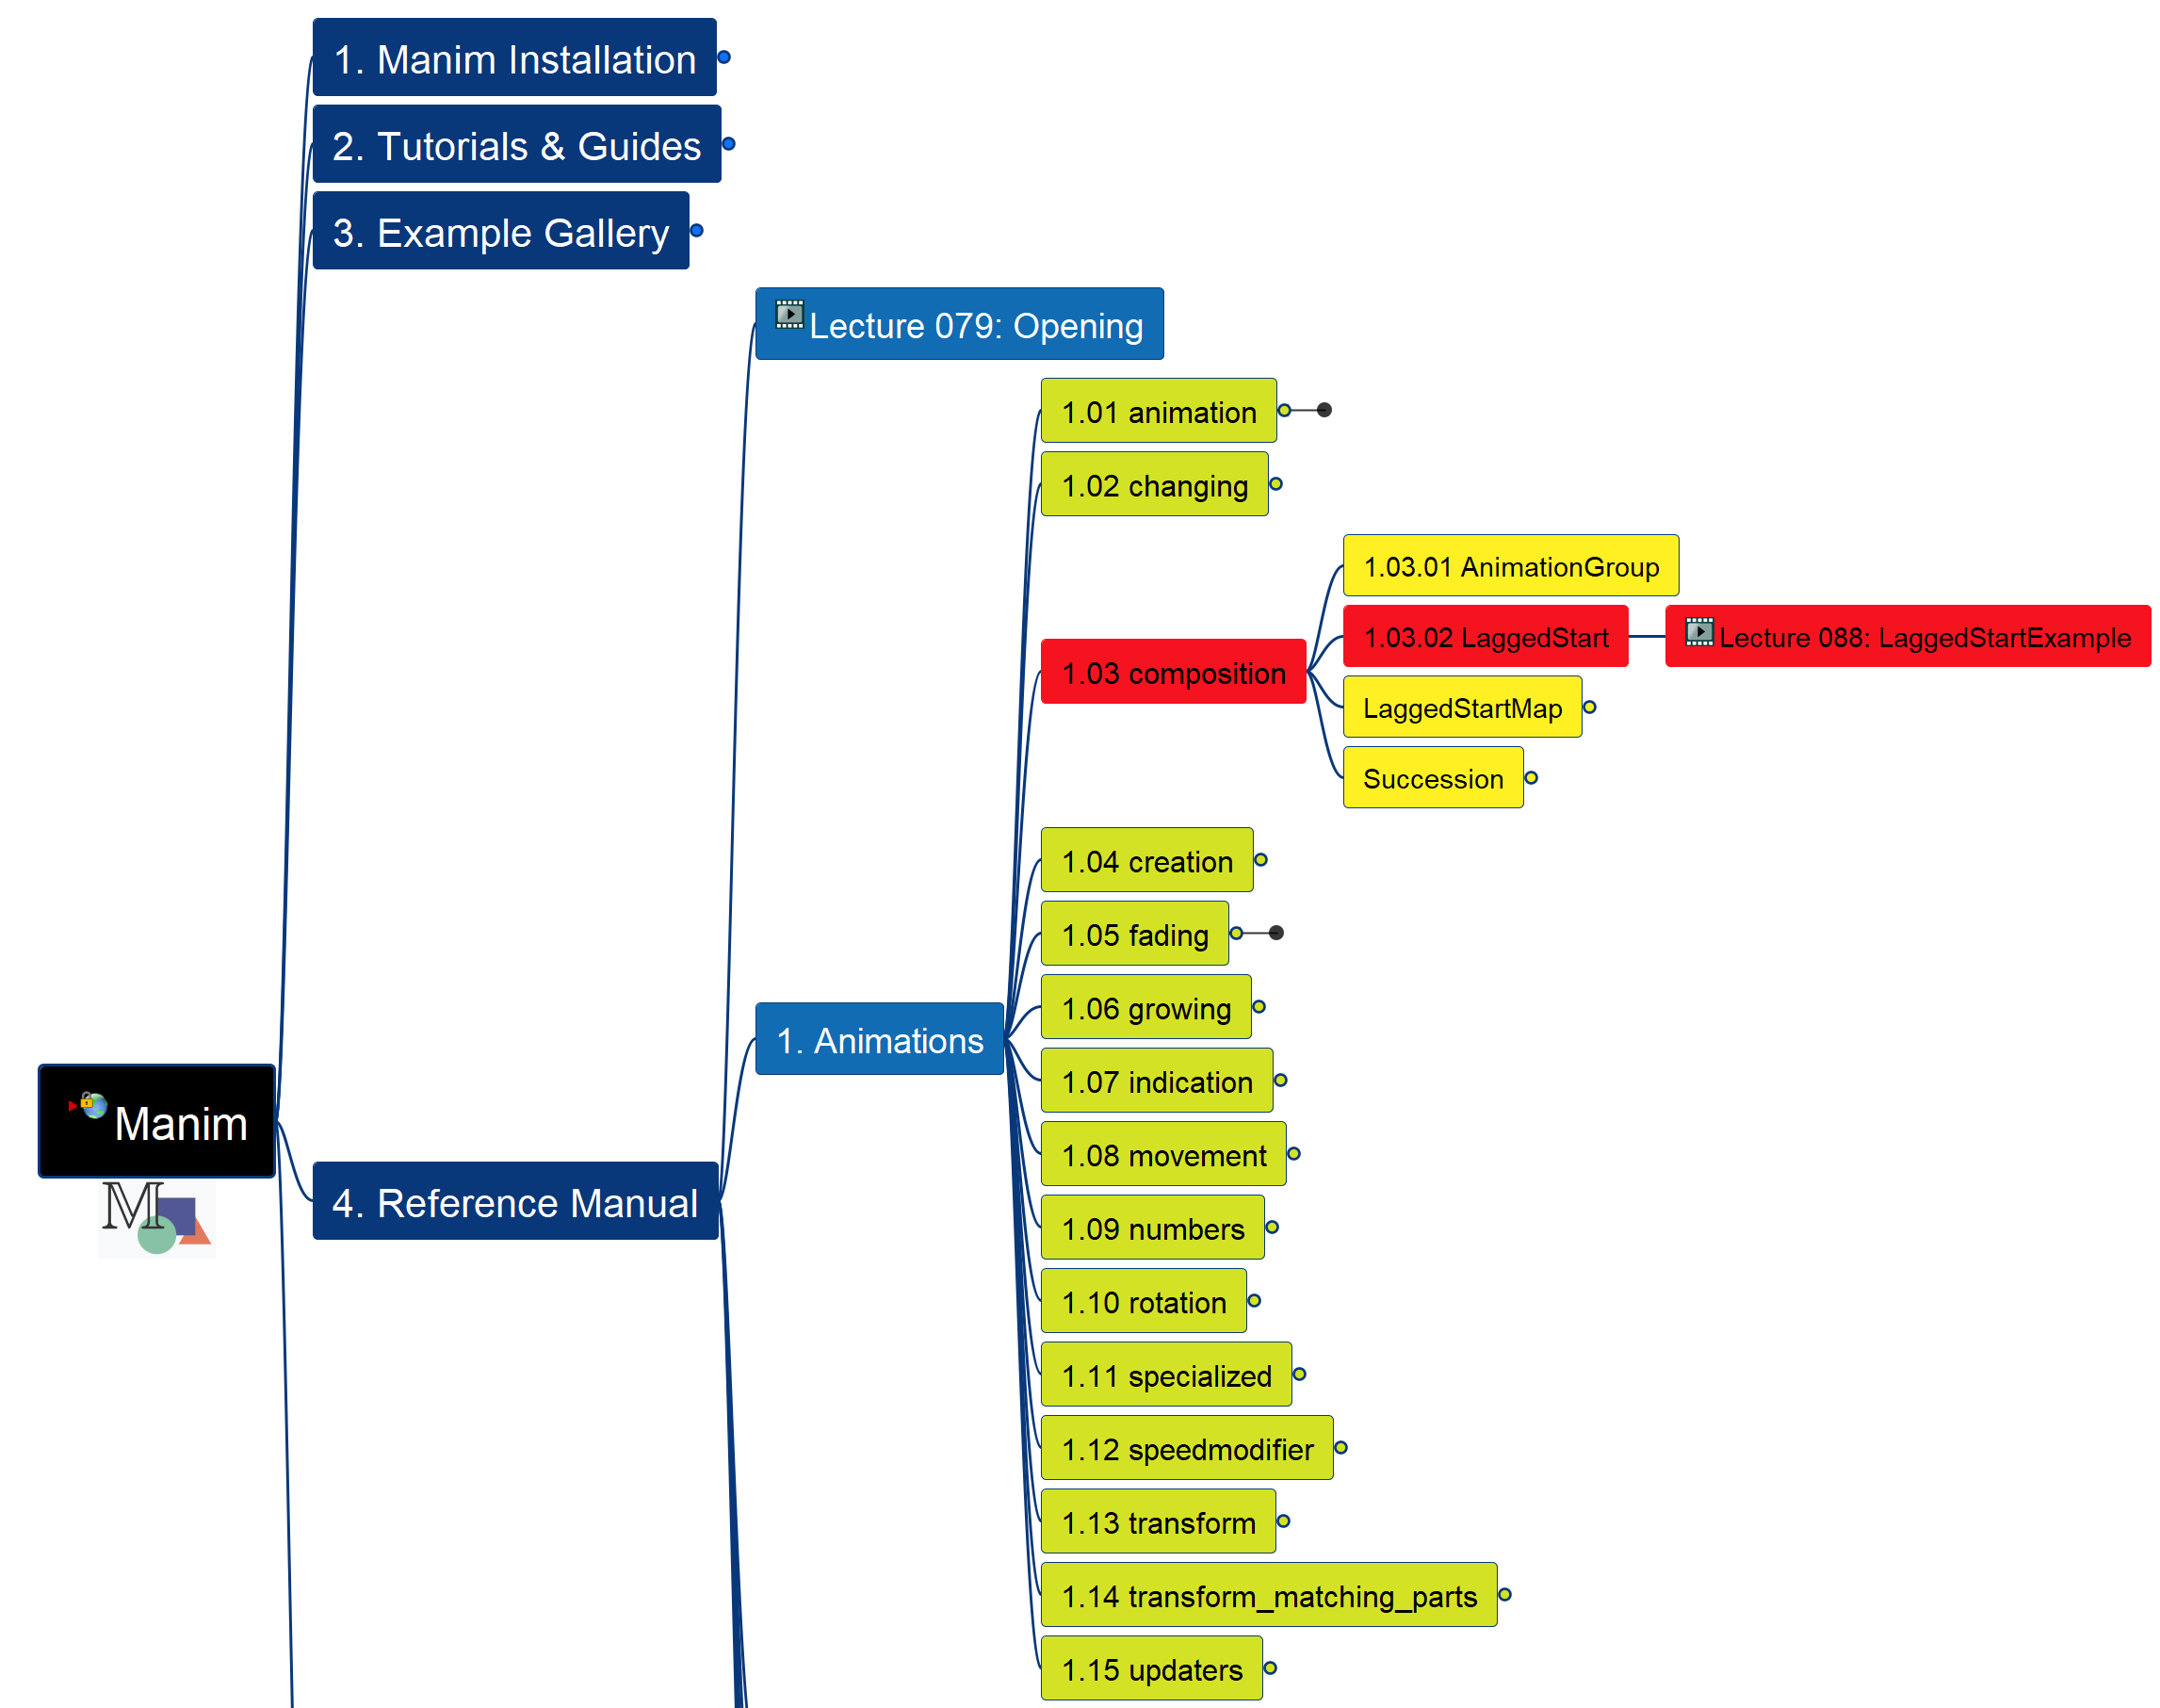 1. Manim Installation
2. Tutorials & Guides
3. Example Gallery
Lecture 079: Opening
1.01 animation
1.02 changing
1.03.01 AnimationGroup
1.03.02 LaggedStart
Lecture 088: LaggedStartExample
1.03 composition
LaggedStartMap
Succession
1.04 creation
1.05 fading
1.06 growing
1. Animations
1.07 indication
Manim
1.08 movement
M
4. Reference Manual
1.09 numbers
1.10 rotation
1.11 specialized
1.12 speedmodifier
1.13 transform
1.14 transform_matching_parts
1.15 updaters